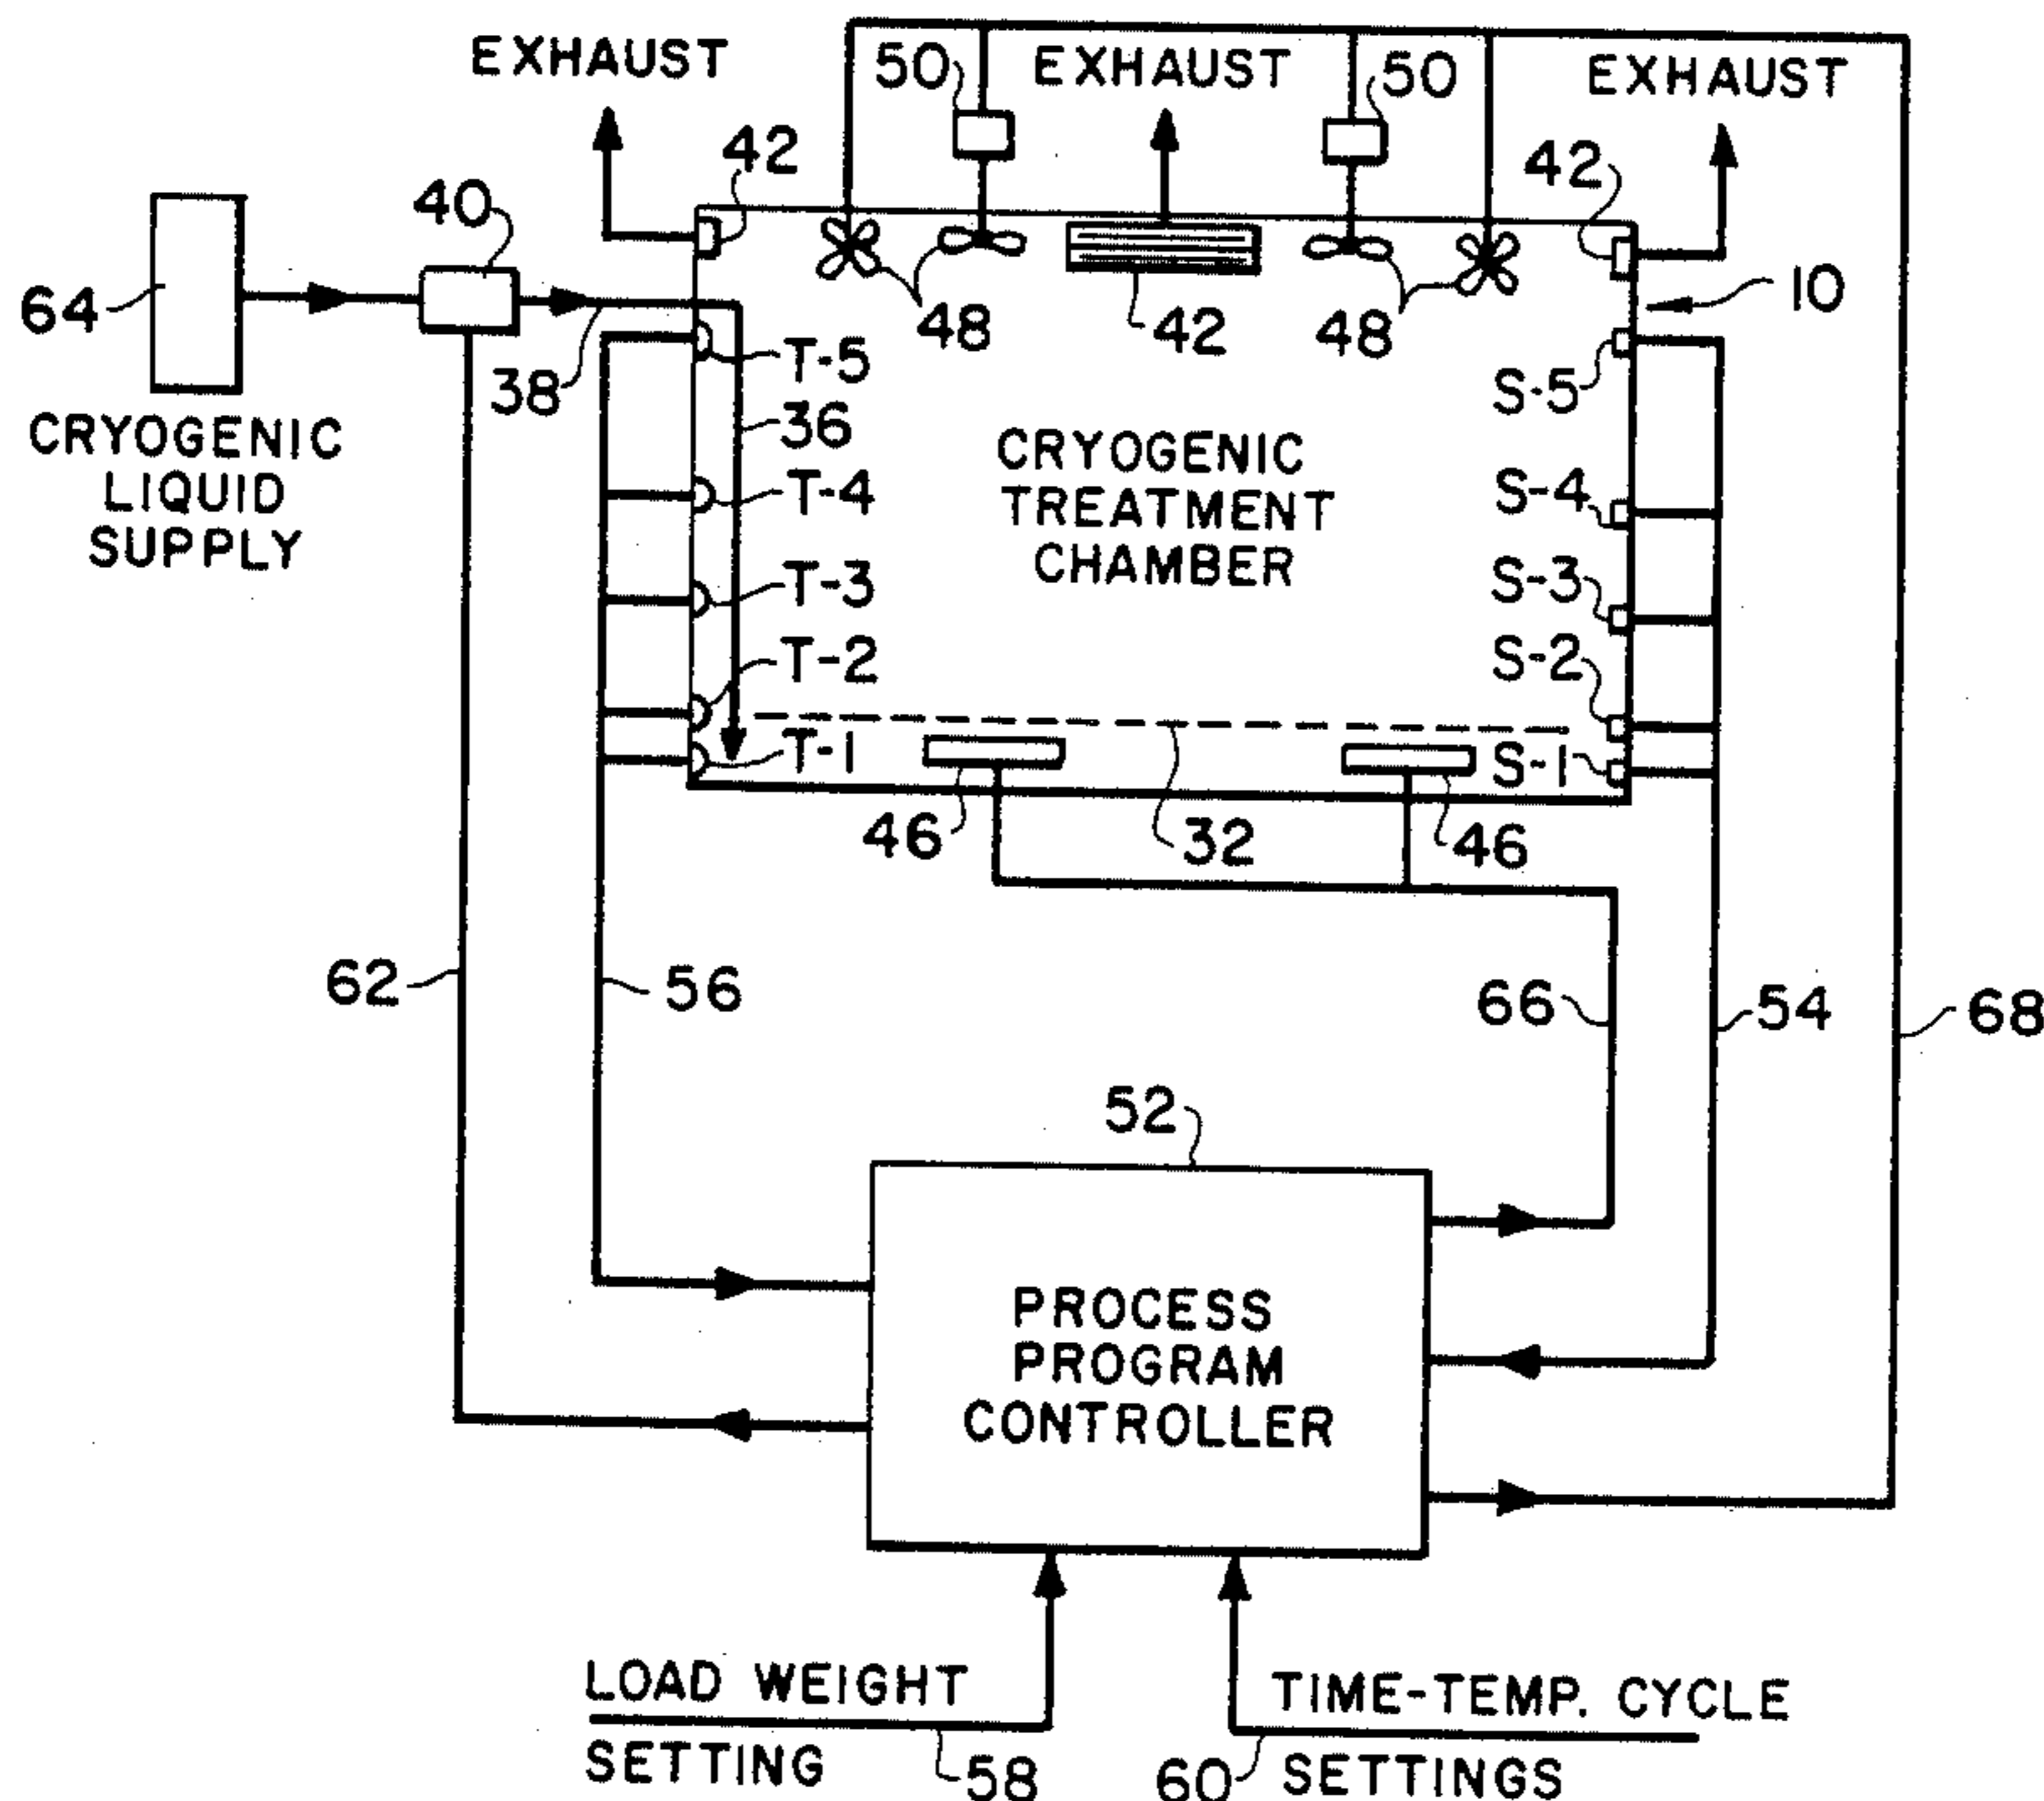 EXHAUST
50
EXHAUST
50
EXHAUST
42
42
40
10
64
48
42
48
T-5
S-5
38
36
CRYOGENIC
LIQUID
SUPPLY
CRYOGENIC
TREATMENT
CHAMBER
T-4
S-4
T-3
S-3
T-2
S-2
T-1
S-1
46
32
46
62
56
66
54
68
52
PROCESS
PROGRAM
CONTROLLER
LOAD WEIGHT
SETTING
58
TIME-TEMP. CYCLE
SETTINGS
60